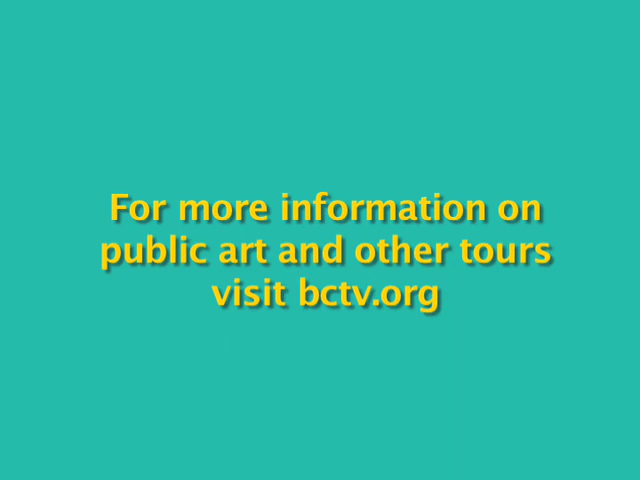 For more information on
public art and other tours
visit bctv.org